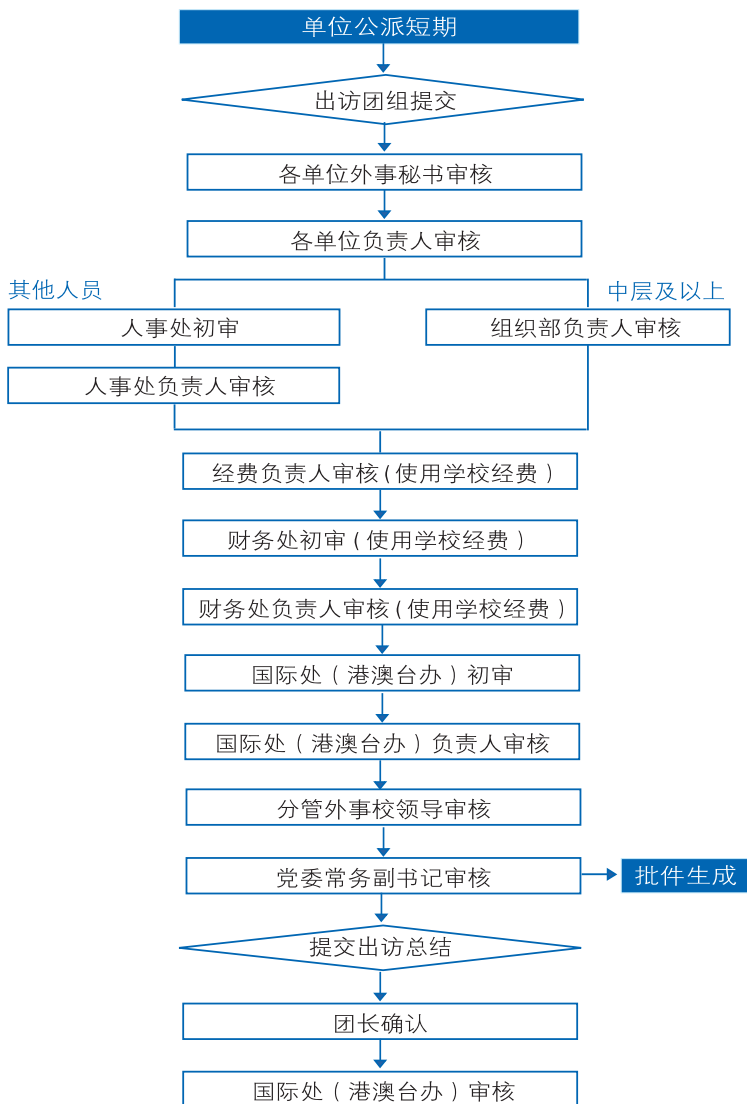 单位公派短期
出访团组提交
各单位外事秘书审核
各单位负责人审核
其他人员
中层及以上
人事处初审
组织部负责人审核
人事处负责人审核
经费负责人审核(使用学校经费)
财务处初审(使用学校经费)
财务处负责人审核(使用学校经费)
国际处(港澳台办)初审
国际处(港澳台办)负责人审核
分管外事校领导审核
党委常务副书记审核
批件生成
提交出访总结
团长确认
国际处(港澳台办)审核